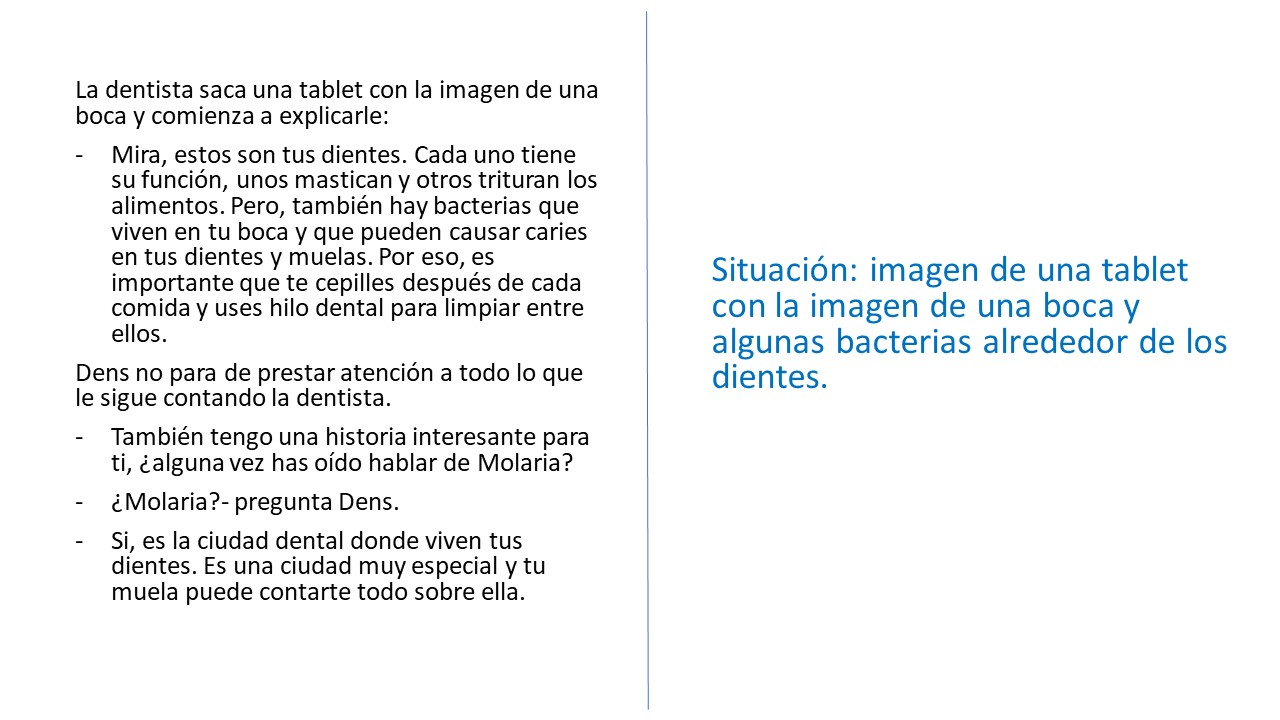 La dentista saca una tablet con la imagen de una
boca y comienza a explicarle:
- Mira, estos son tus dientes. Cada uno tiene
su función, unos mastican y otros trituran los
alimentos. Pero, también hay bacterias que
viven en tu boca y que pueden causar caries
en tus dientes y muelas. Por eso, es
importante que te cepilles después de cada
comida y uses hilo dental para limpiar entre
ellos.
Dens no para de prestar atención a todo lo que
le sigue contando la dentista.
- También tengo una historia interesante para
ti, ¿alguna vez has oído hablar de Molaria?
- ¿Molaria?- pregunta Dens.
- Si, es la ciudad dental donde viven tus
dientes. Es una ciudad muy especial y tu
muela puede contarte todo sobre ella.
Situación: imagen de una tablet
con la imagen de una boca y
algunas bacterias alrededor de los
dientes.